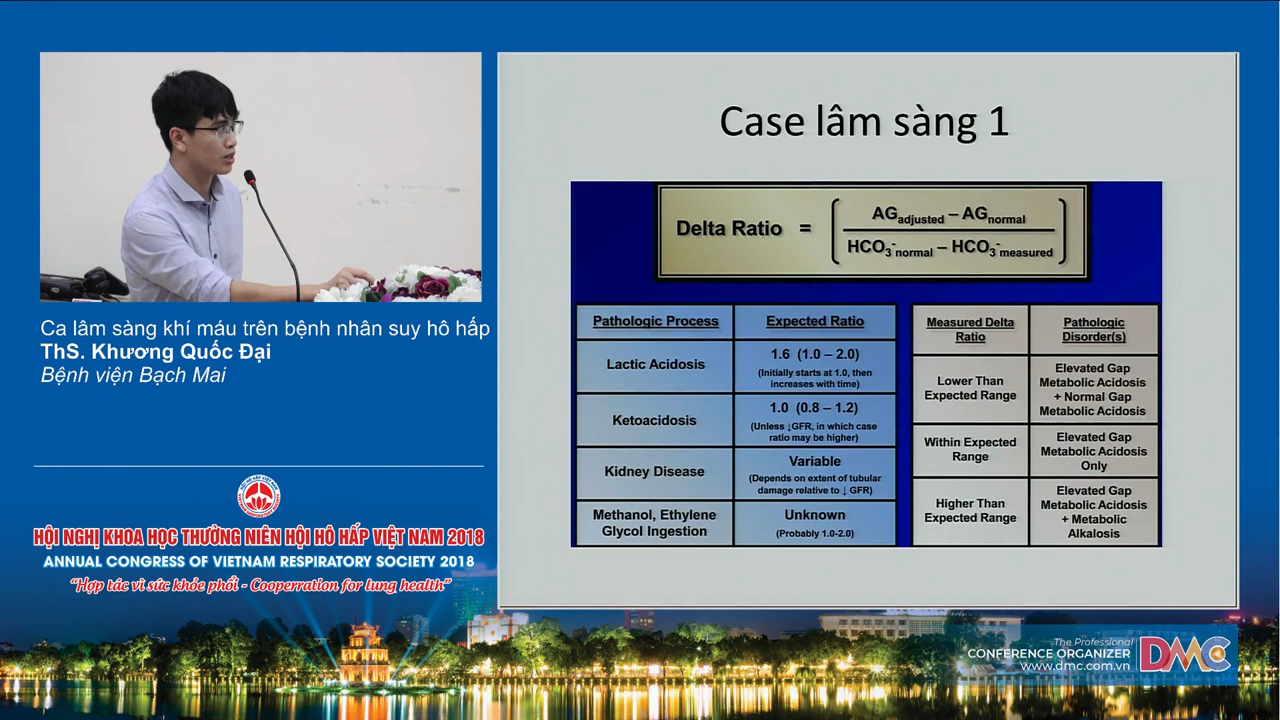 Case lâm sàng 1
Delta Ratio = ( AGadjusted – AGnormal
HCO3⁻ normal – HCO3⁻ measured )
Pathologic Process
Expected Ratio
Lactic Acidosis
1.6 (1.0 – 2.0)
(Initially starts at 1.0, then
increases with time)
Ketoacidosis
1.0 (0.8 – 1.2)
(Unless ↓GFR, in which case
ratio may be higher)
Kidney Disease
Variable
(Depends on extent of tubular
damage relative to ↓ GFR)
Methanol, Ethylene
Glycol Ingestion
Unknown
(Probably 1.0-2.0)
Measured Delta
Ratio
Pathologic
Disorder(s)
Lower Than
Expected Range
Elevated Gap
Metabolic Acidosis
+ Normal Gap
Metabolic Acidosis
Within Expected
Range
Elevated Gap
Metabolic Acidosis
Only
Higher Than
Expected Range
Elevated Gap
Metabolic Acidosis
+ Metabolic
Alkalosis
Ca lâm sàng khí máu trên bệnh nhân suy hô hấp
ThS. Khương Quốc Đại
Bệnh viện Bạch Mai
HỘI HÔ HẤP VIỆT NAM
HỘI NGHỊ KHOA HỌC THƯỜNG NIÊN HỘI HÔ HẤP VIỆT NAM 2018
ANNUAL CONGRESS OF VIETNAM RESPIRATORY SOCIETY 2018
“Hợp tác vì sức khỏe phổi - Cooperration for lung health”
The Professional
CONFERENCE ORGANIZER
www.dmc.com.vn
DMC